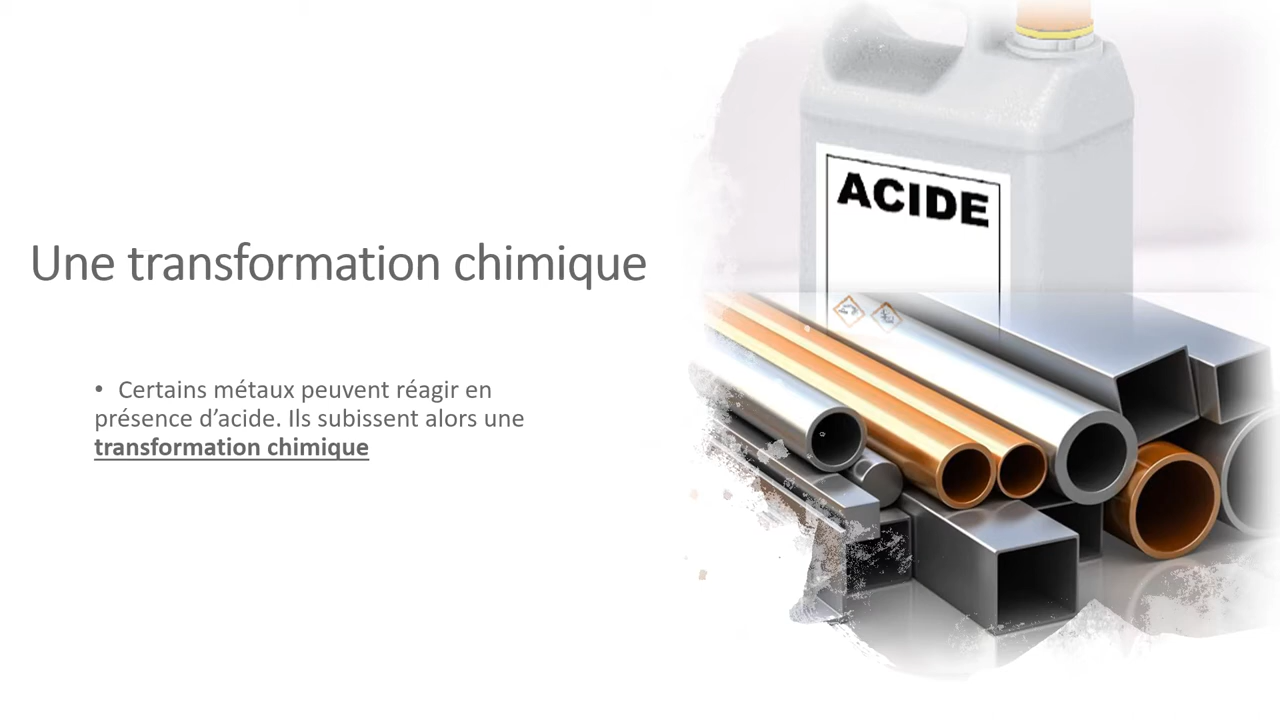 ACIDE
Une transformation chimique
• Certains métaux peuvent réagir en
présence d’acide. Ils subissent alors une
transformation chimique